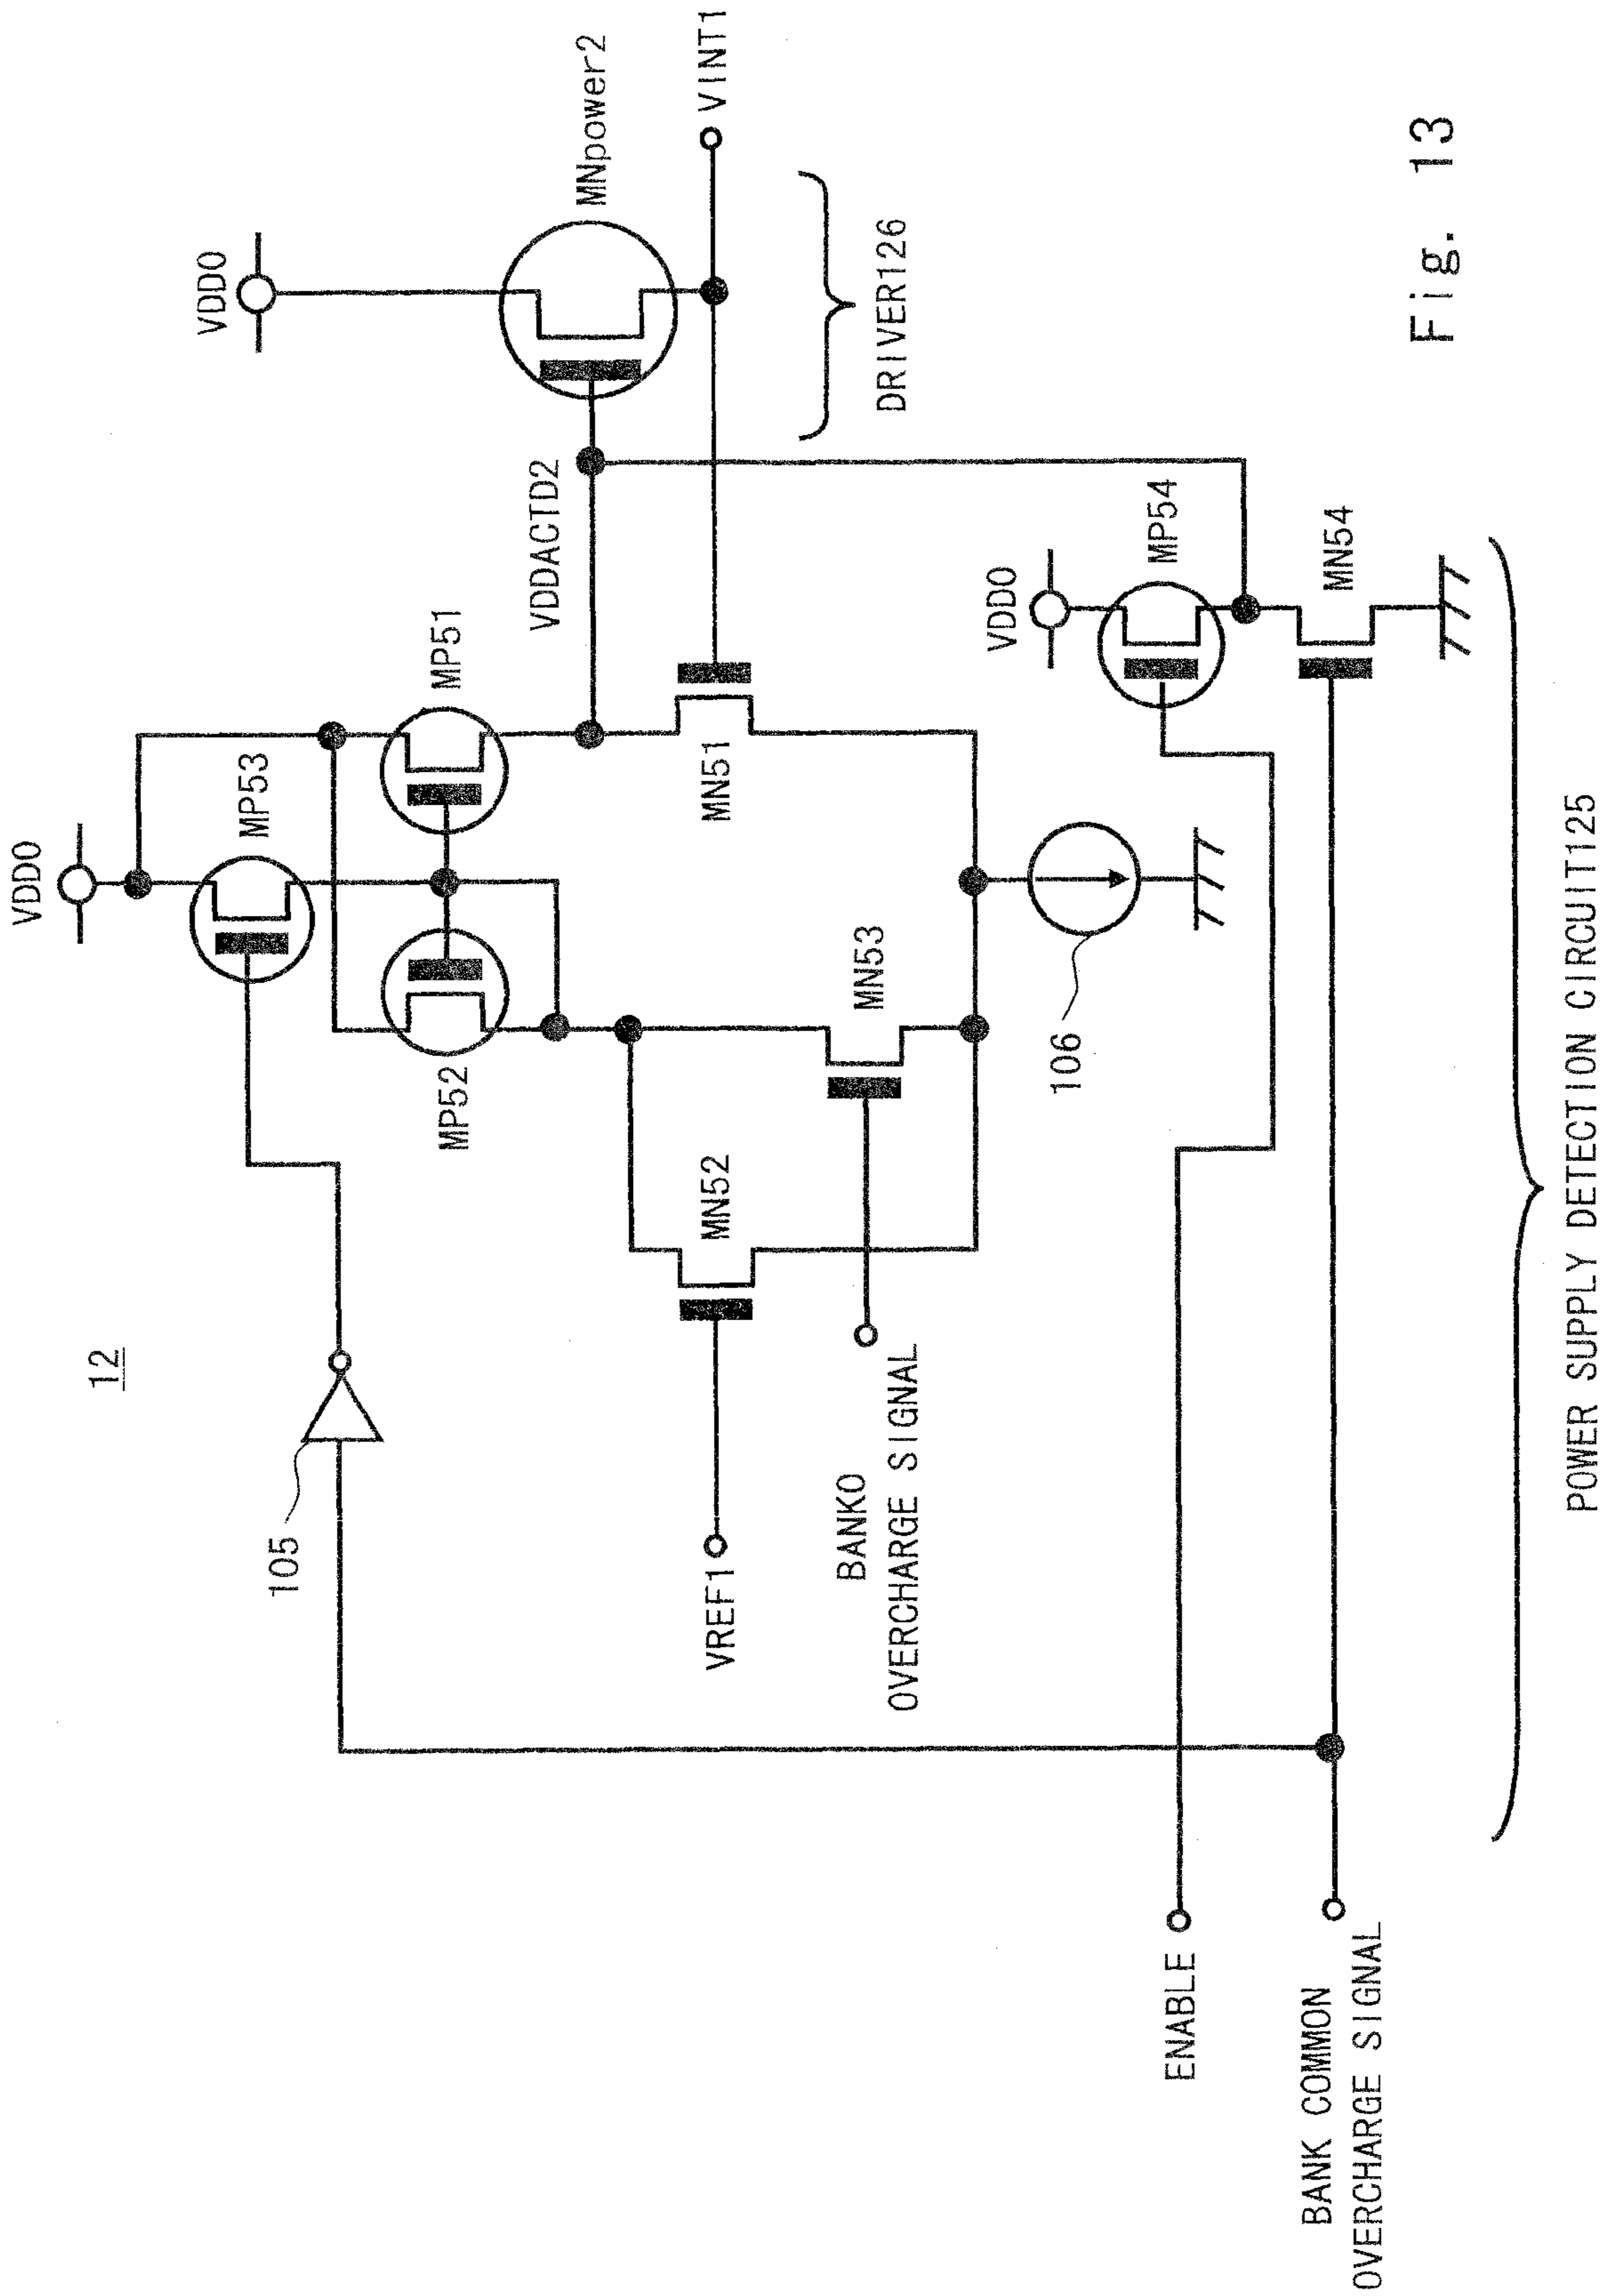 12
VDD0
MP53
VDD0
MNpower2
105
MP52
MP51
VDDACTD2
VINT1
VREF1
MN52
MN51
BANK0
OVERCHARGE SIGNAL
MN53
DRIVER126
106
VDD0
MP54
ENABLE
MN54
BANK COMMON
OVERCHARGE SIGNAL
POWER SUPPLY DETECTION CIRCUIT125
Fig. 13